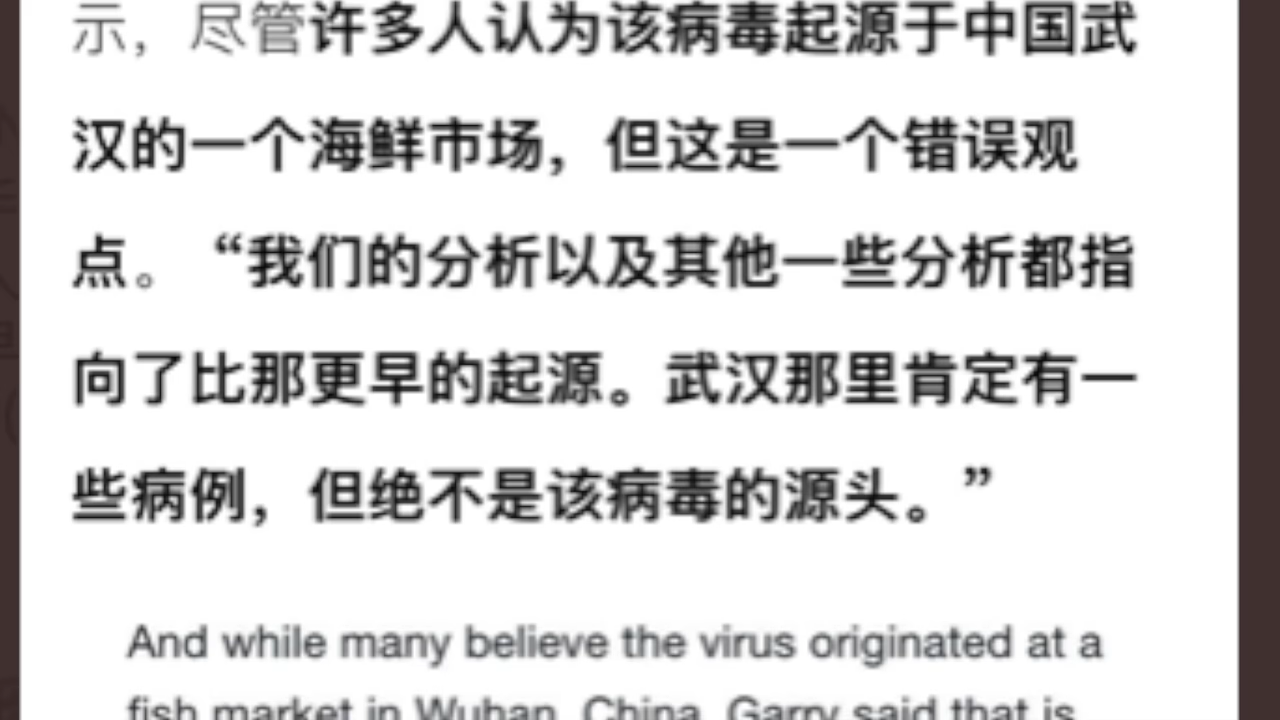 示，尽管许多人认为该病毒起源于中国武
汉的一个海鲜市场，但这是一个错误观
点。“我们的分析以及其他一些分析都指
向了比那更早的起源。武汉那里肯定有一
些病例，但绝不是该病毒的源头。”
And while many believe the virus originated at a
fish market in Wuhan, China, Garry said that is